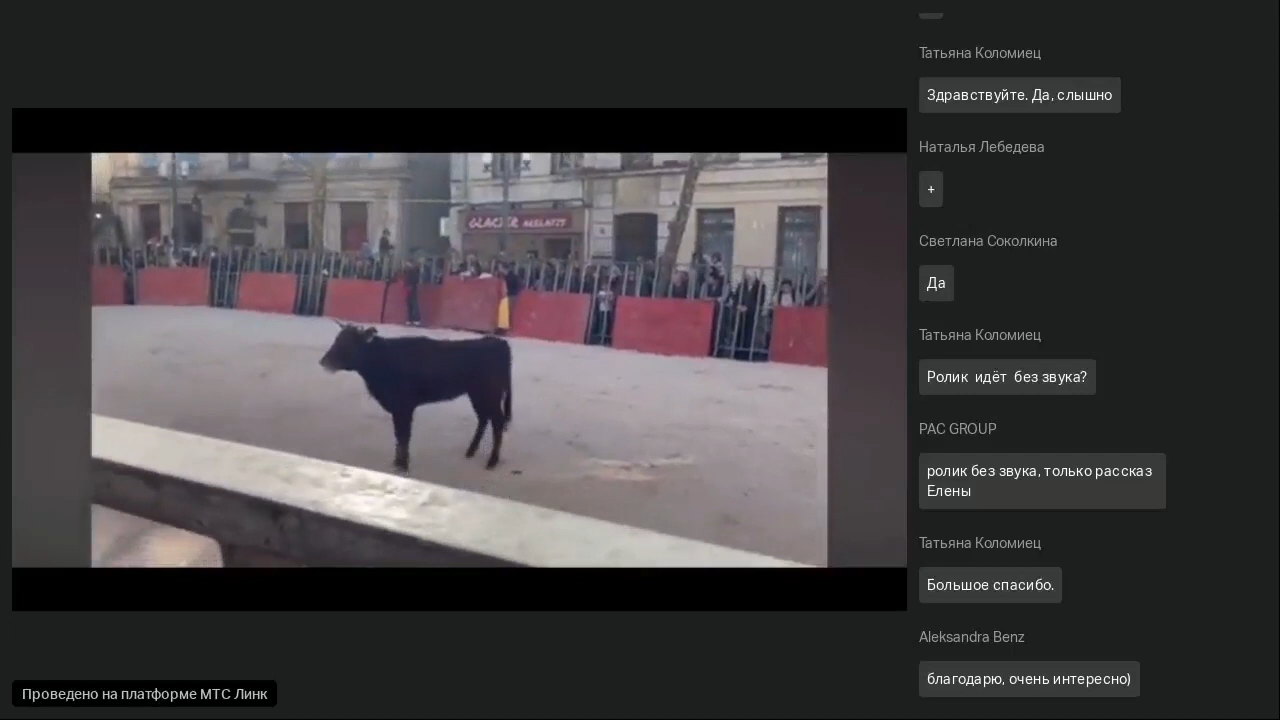 GLACIER
Татьяна Коломиец
Здравствуйте. Да, слышно
Наталья Лебедева
+
Светлана Соколкина
Да
Татьяна Коломиец
Ролик идёт без звука?
PAC GROUP
ролик без звука, только рассказ
Елены
Татьяна Коломиец
Большое спасибо.
Aleksandra Benz
благодарю, очень интересно)
Проведено на платформе МТС Линк